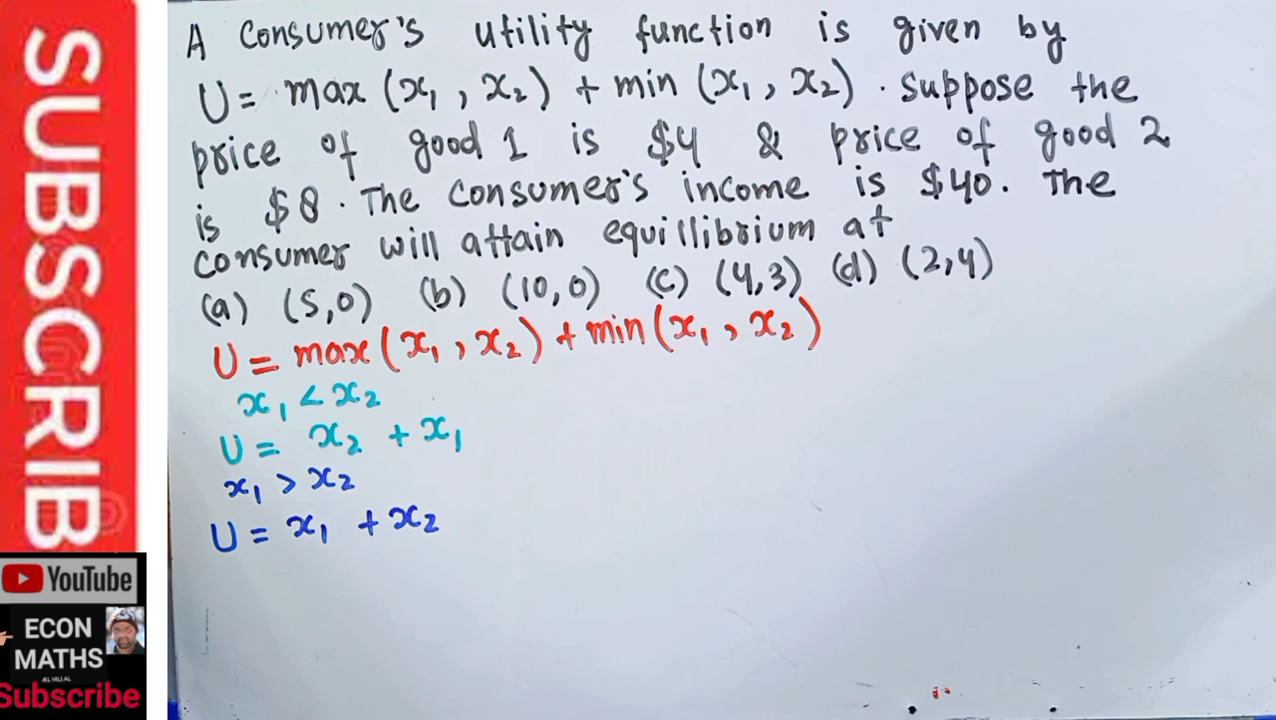 SUBSCRIB
YouTube
ECON
MATHS
Subscribe
A Consumer's utility function is given by
U = max (x₁, x₂) + min (x₁, x₂). Suppose the
price of good 1 is $4 & price of good 2
is $8. The consumer's income is $40. The
consumer will attain equillibrium at
(a) (5,0) (b) (10,0) (c) (4,3) (d) (2,4)
U = max (x₁, x₂) + min (x₁, x₂)
x₁ < x₂
U = x₂ + x₁
x₁ > x₂
U = x₁ + x₂